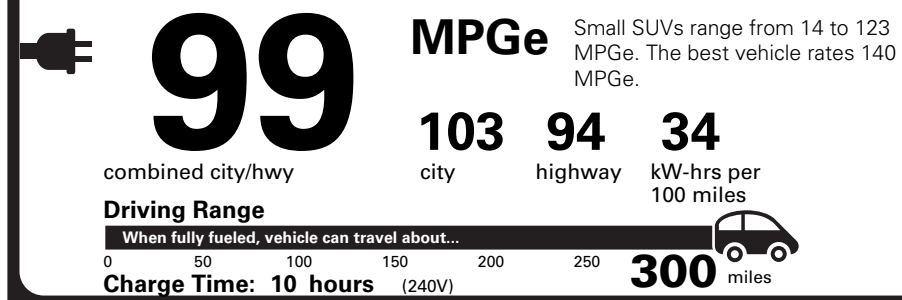 99
MPGe
Small SUVs range from 14 to 123
MPGe. The best vehicle rates 140
MPGe.
combined city/hwy
103
city
94
highway
34
kW-hrs per
100 miles
Driving Range
When fully fueled, vehicle can travel about...
0 50 100 150 200 250 300 miles
Charge Time: 10 hours (240V)